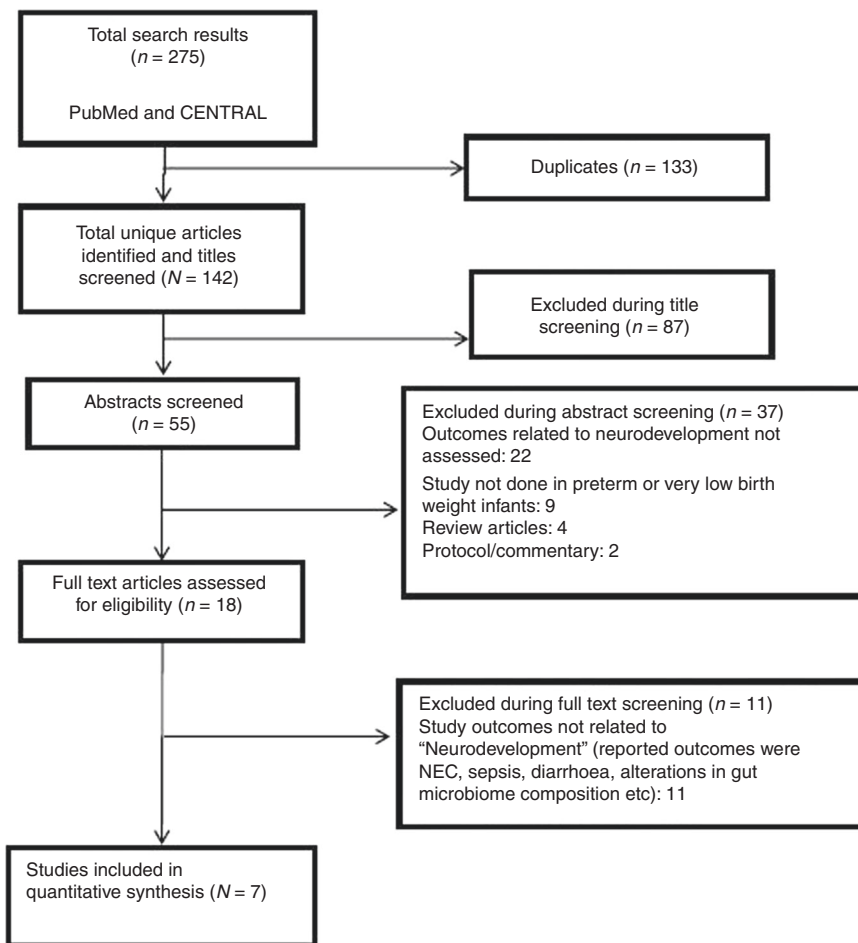 Total search results
(n = 275)
PubMed and CENTRAL
Duplicates (n = 133)
Total unique articles
identified and titles
screened (N = 142)
Excluded during title
screening (n = 87)
Abstracts screened
(n = 55)
Excluded during abstract screening (n = 37)
Outcomes related to neurodevelopment not
assessed: 22
Study not done in preterm or very low birth
weight infants: 9
Review articles: 4
Protocol/commentary: 2
Full text articles assessed
for eligibility (n = 18)
Excluded during full text screening (n = 11)
Study outcomes not related to
“Neurodevelopment” (reported outcomes were
NEC, sepsis, diarrhoea, alterations in gut
microbiome composition etc): 11
Studies included in
quantitative synthesis (N = 7)